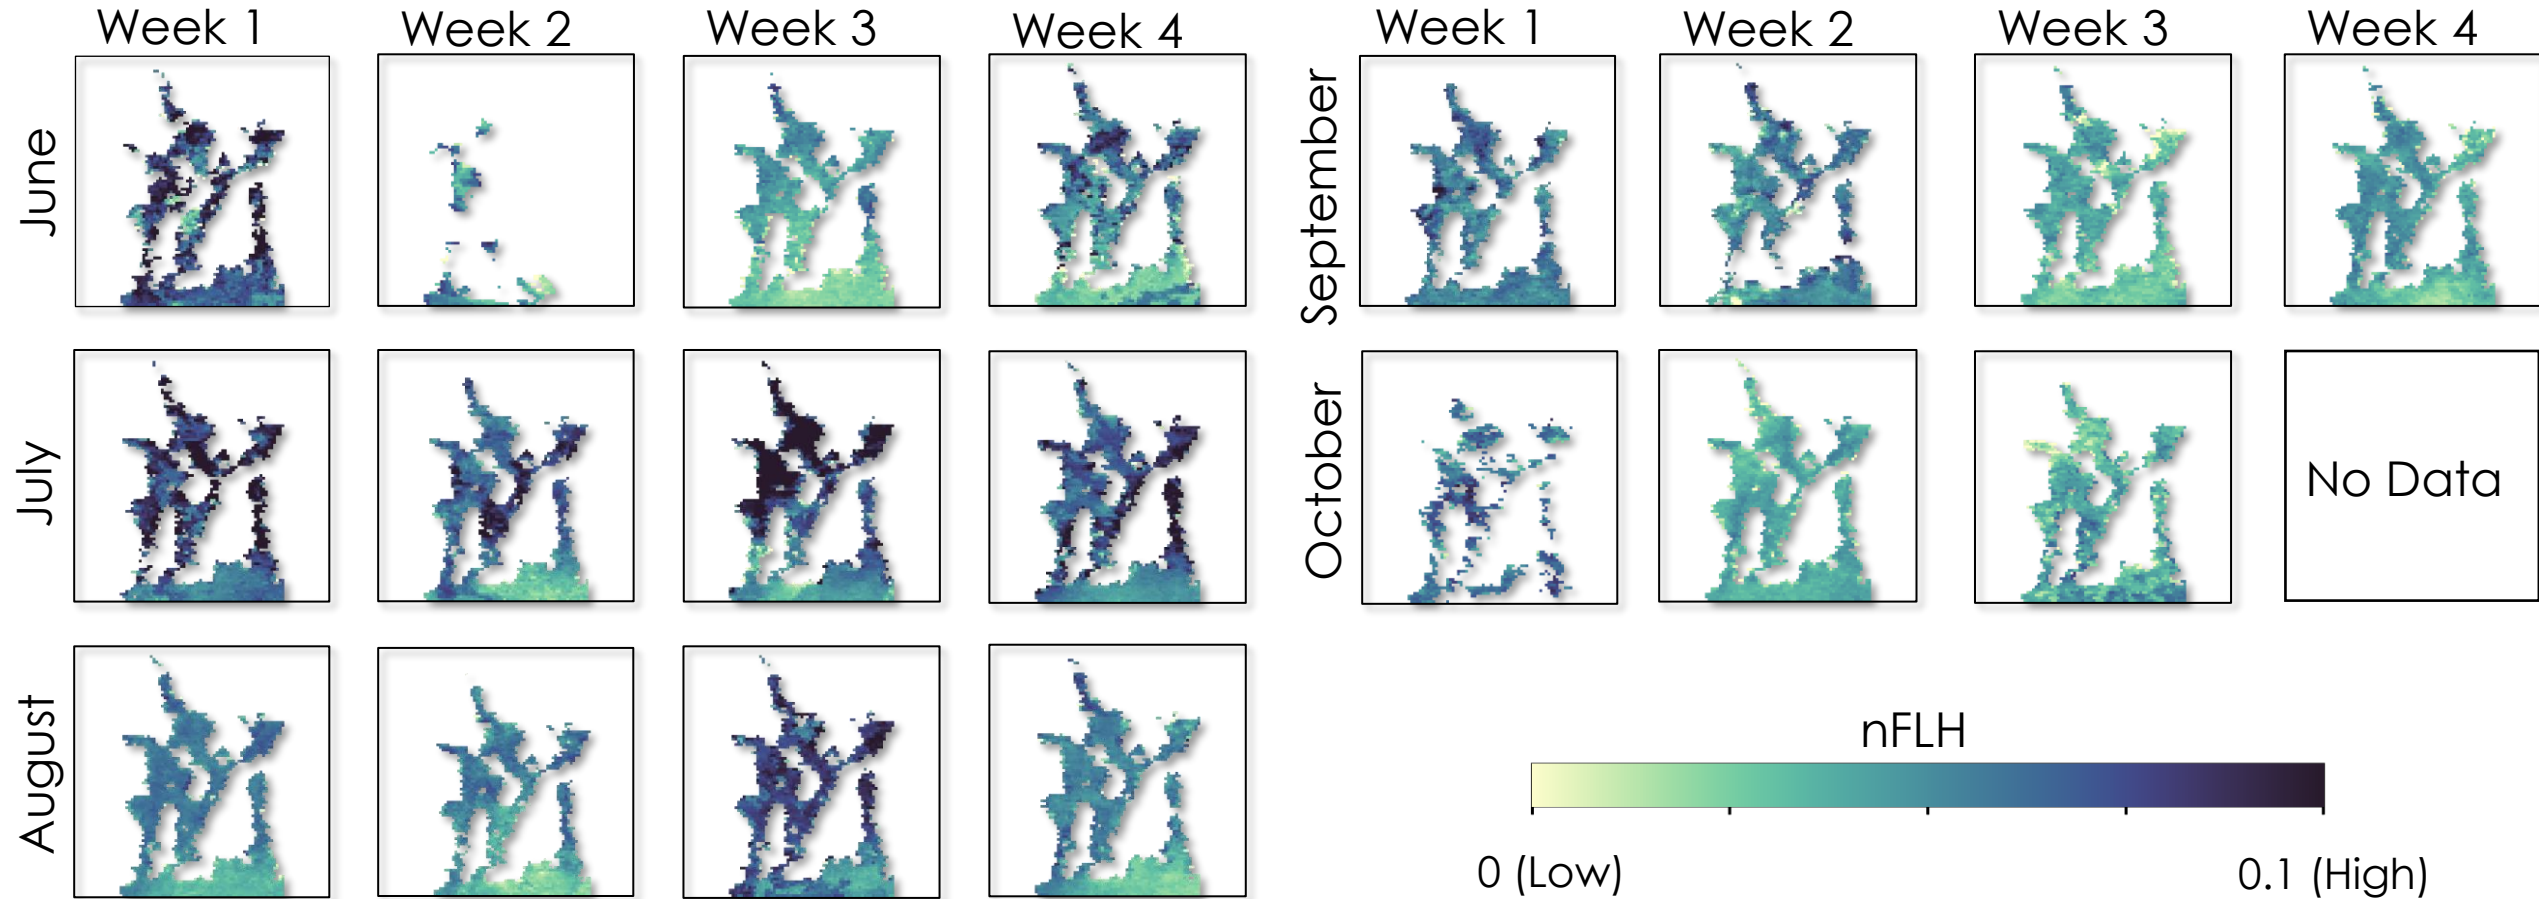 Week 1 Week 2 Week 3 Week 4
June
July
August
Week 1 Week 2 Week 3 Week 4
September
October
No Data
nFLH
0 (Low) 0.1 (High)